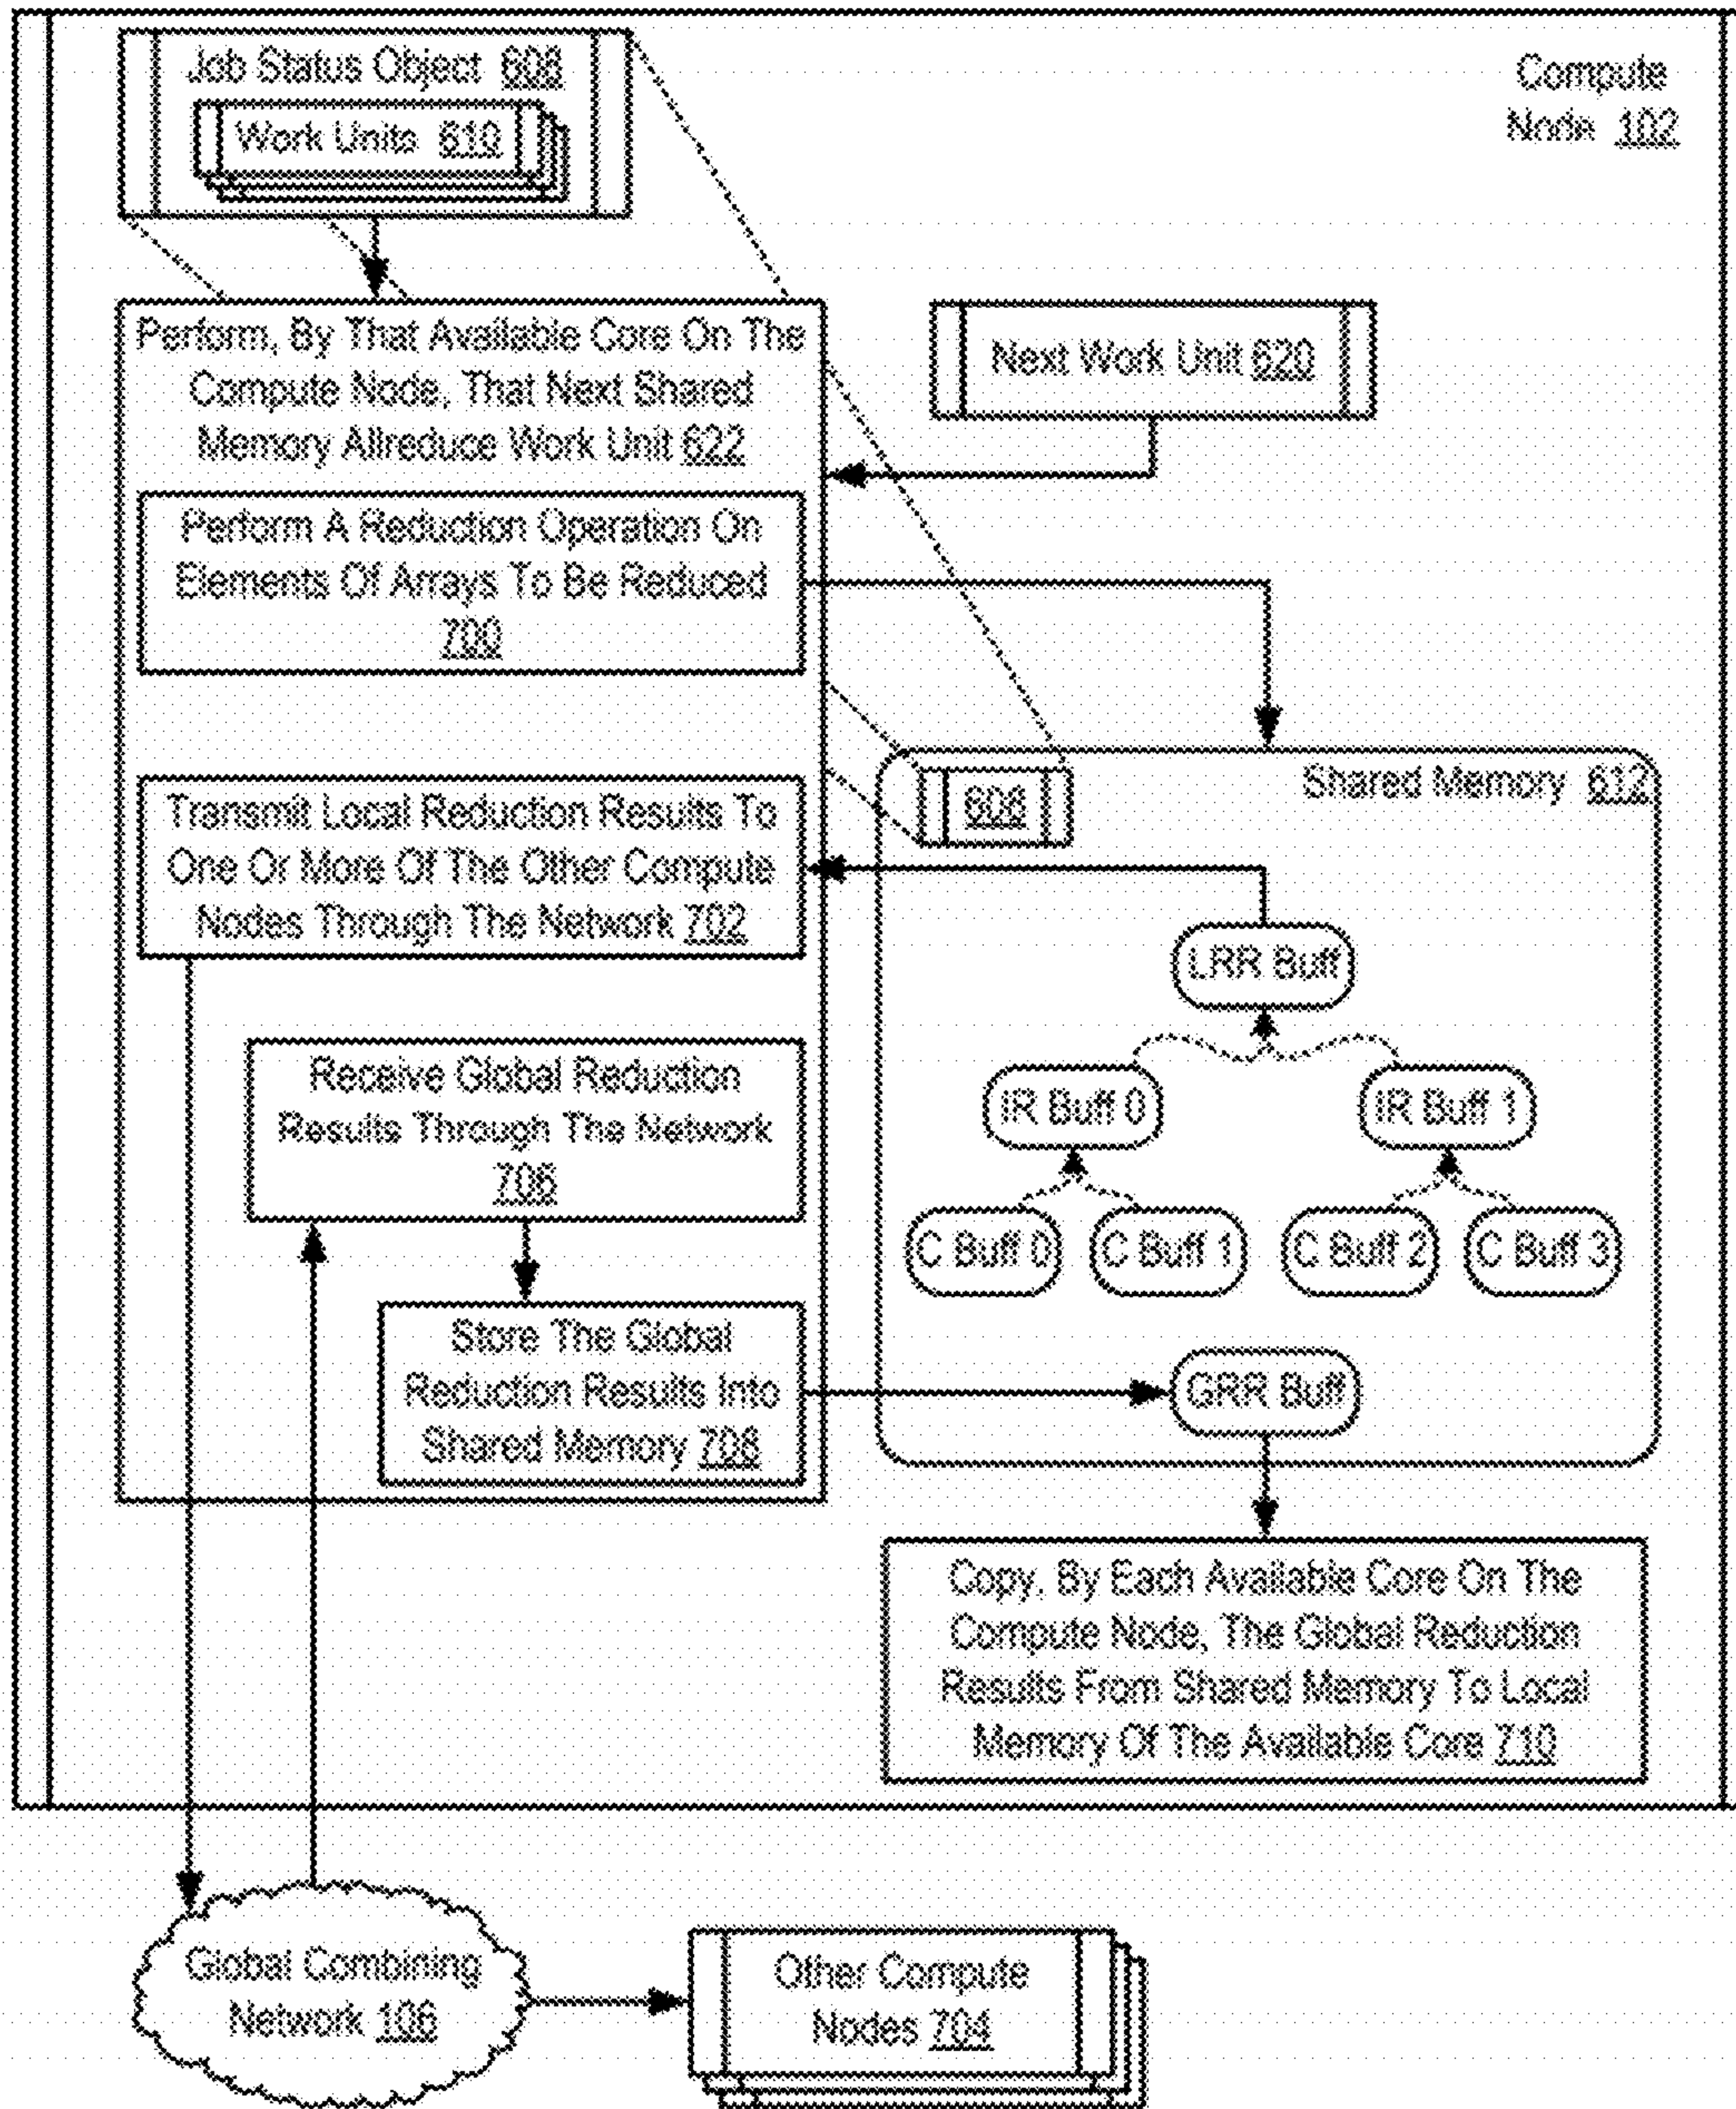 Job Status Object 608
Compute
Node 102
Work Units 610
Perform, By That Available Core On The
Compute Node, That Next Shared
Memory Allreduce Work Unit 622
Next Work Unit 620
Perform A Reduction Operation On
Elements Of Arrays To Be Reduced
700
Shared Memory 612
608
Transmit Local Reduction Results To
One Or More Of The Other Compute
Nodes Through The Network 702
LRR Buff
IR Buff 0
IR Buff 1
C Buff 0
C Buff 1
C Buff 2
C Buff 3
Receive Global Reduction
Results Through The Network
706
Store The Global
Reduction Results Into
Shared Memory 708
GRR Buff
Copy, By Each Available Core On The
Compute Node, The Global Reduction
Results From Shared Memory To Local
Memory Of The Available Core 710
Global Combining
Network 106
Other Compute
Nodes 704